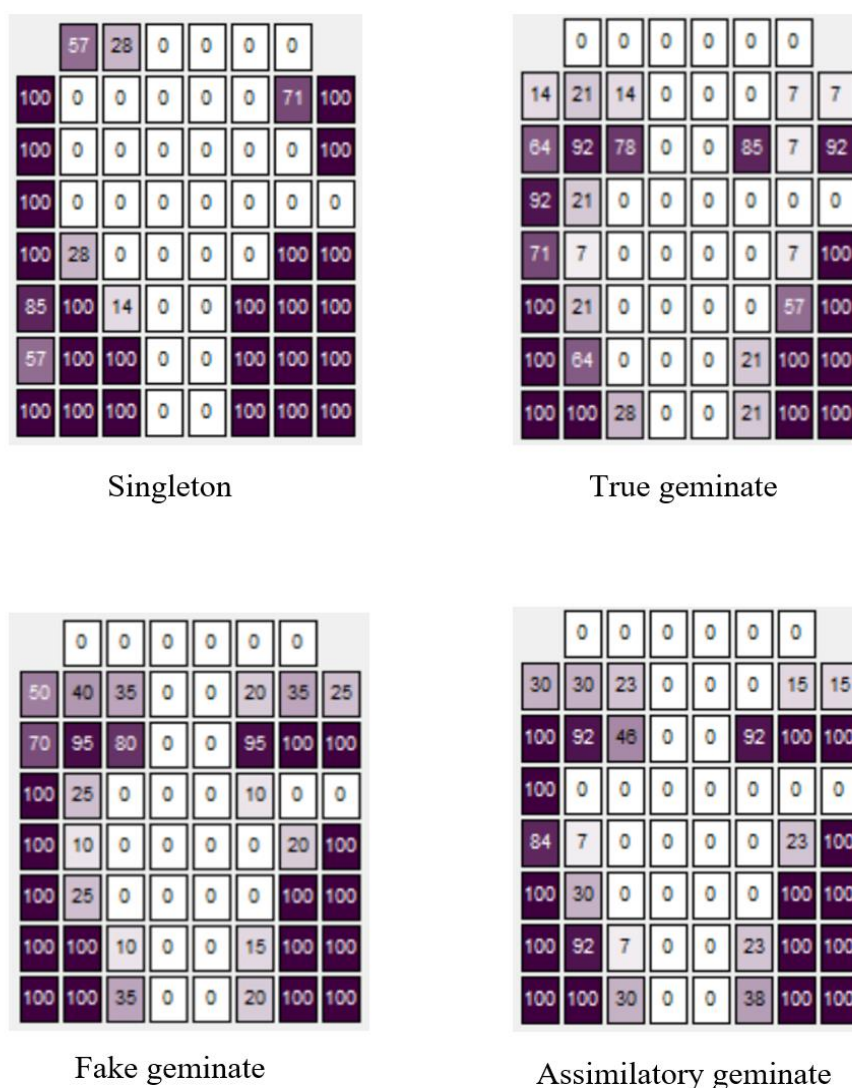 57 28 0 0 0 0
100 0 0 0 0 0 71 100
100 0 0 0 0 0 0 100
100 0 0 0 0 0 0 0
100 28 0 0 0 0 100 100
85 100 14 0 0 100 100 100
57 100 100 0 0 100 100 100
100 100 100 0 0 100 100 100
Singleton
0 0 0 0 0 0
14 21 14 0 0 0 7 7
64 92 78 0 0 85 7 92
92 21 0 0 0 0 0 0
71 7 0 0 0 0 7 100
100 21 0 0 0 0 57 100
100 64 0 0 0 21 100 100
100 100 28 0 0 21 100 100
True geminate
0 0 0 0 0 0
50 40 35 0 0 20 35 25
70 95 80 0 0 95 100 100
100 25 0 0 0 10 0 0
100 10 0 0 0 0 20 100
100 25 0 0 0 0 100 100
100 100 10 0 0 15 100 100
100 100 35 0 0 20 100 100
Fake geminate
0 0 0 0 0 0
30 30 23 0 0 0 15 15
100 92 46 0 0 92 100 100
100 0 0 0 0 0 0 0
84 7 0 0 0 0 23 100
100 30 0 0 0 0 100 100
100 92 7 0 0 23 100 100
100 100 30 0 0 38 100 100
Assimilatory geminate